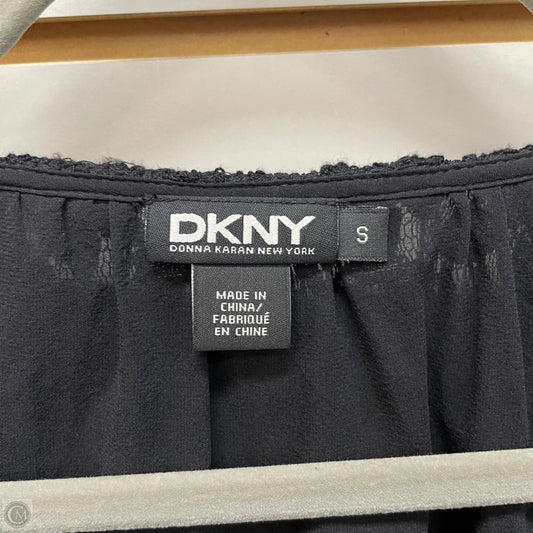 DKNY
DONNA KARAN NEW YORK
S
MADE IN
CHINA/
FABRIQUÉ
EN CHINE